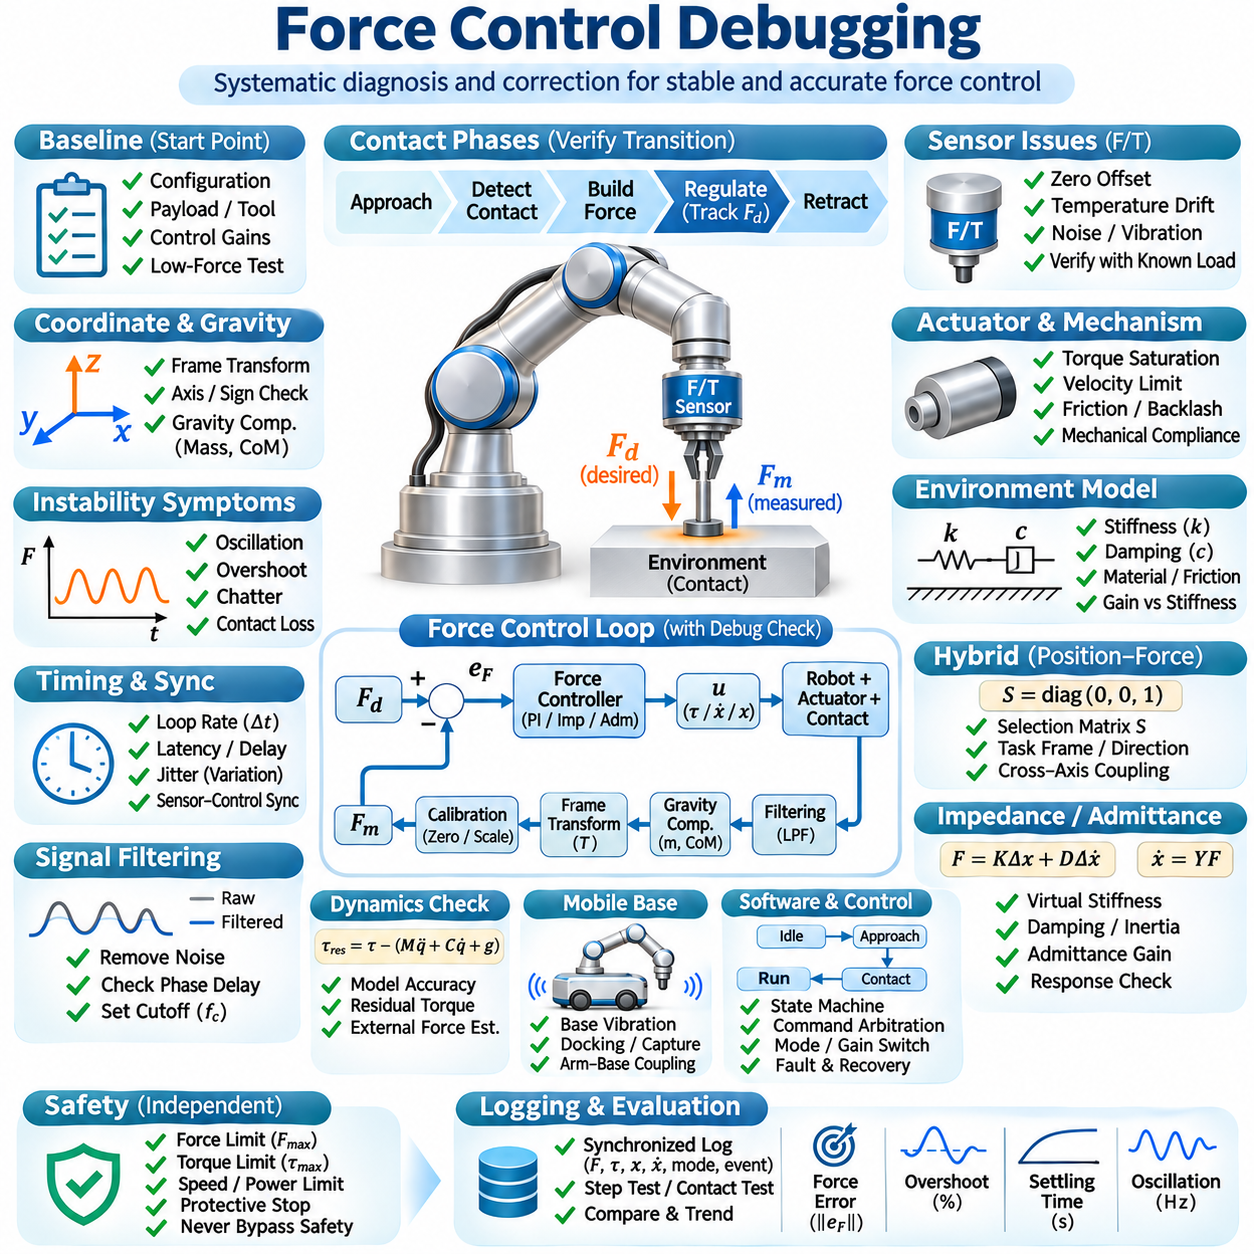 Force Control Debugging
Systematic diagnosis and correction for stable and accurate force control
Baseline (Start Point)
Configuration
Payload / Tool
Control Gains
Low-Force Test
Contact Phases (Verify Transition)
Approach
Detect
Contact
Build
Force
Regulate
(Track F_d)
Retract
Sensor Issues (F/T)
F/T
Zero Offset
Temperature Drift
Noise / Vibration
Verify with Known Load
Coordinate & Gravity
z
y
x
Frame Transform
Axis / Sign Check
Gravity Comp.
(Mass, CoM)
F/T
Sensor
F_d
(desired)
F_m
(measured)
Environment
(Contact)
Actuator & Mechanism
Torque Saturation
Velocity Limit
Friction / Backlash
Mechanical Compliance
Instability Symptoms
F
t
Oscillation
Overshoot
Chatter
Contact Loss
Environment Model
k
c
Stiffness (k)
Damping (c)
Material / Friction
Gain vs Stiffness
Force Control Loop (with Debug Check)
F_d
+
−
e_F
Force
Controller
(PI / Imp / Adm)
u
(τ / ẋ / x)
Robot +
Actuator +
Contact
F_m
Calibration
(Zero / Scale)
Frame
Transform
(T)
Gravity
Comp.
(m, CoM)
Filtering
(LPF)
Timing & Sync
Loop Rate (Δt)
Latency / Delay
Jitter (Variation)
Sensor–Control Sync
Hybrid (Position–Force)
S = diag (0, 0, 1)
Selection Matrix S
Task Frame / Direction
Cross–Axis Coupling
Signal Filtering
Raw
Filtered
Remove Noise
Check Phase Delay
Set Cutoff (f_c)
Impedance / Admittance
F = KΔx + DΔẋ
ẋ = YF
Virtual Stiffness
Damping / Inertia
Admittance Gain
Response Check
Dynamics Check
τ_res = τ − (Mq̈ + Cq̇ + g)
Model Accuracy
Residual Torque
External Force Est.
Mobile Base
Base Vibration
Docking / Capture
Arm–Base Coupling
Software & Control
Idle
Approach
Run
Contact
State Machine
Command Arbitration
Mode / Gain Switch
Fault & Recovery
Safety (Independent)
Force Limit (F_max)
Torque Limit (τ_max)
Speed / Power Limit
Protective Stop
Never Bypass Safety
Logging & Evaluation
Synchronized Log
(F, τ, x, ẋ, mode, event)
Step Test / Contact Test
Compare & Trend
Force
Error
(||e_F||)
Overshoot
(%)
Settling
Time
(s)
Oscillation
(Hz)